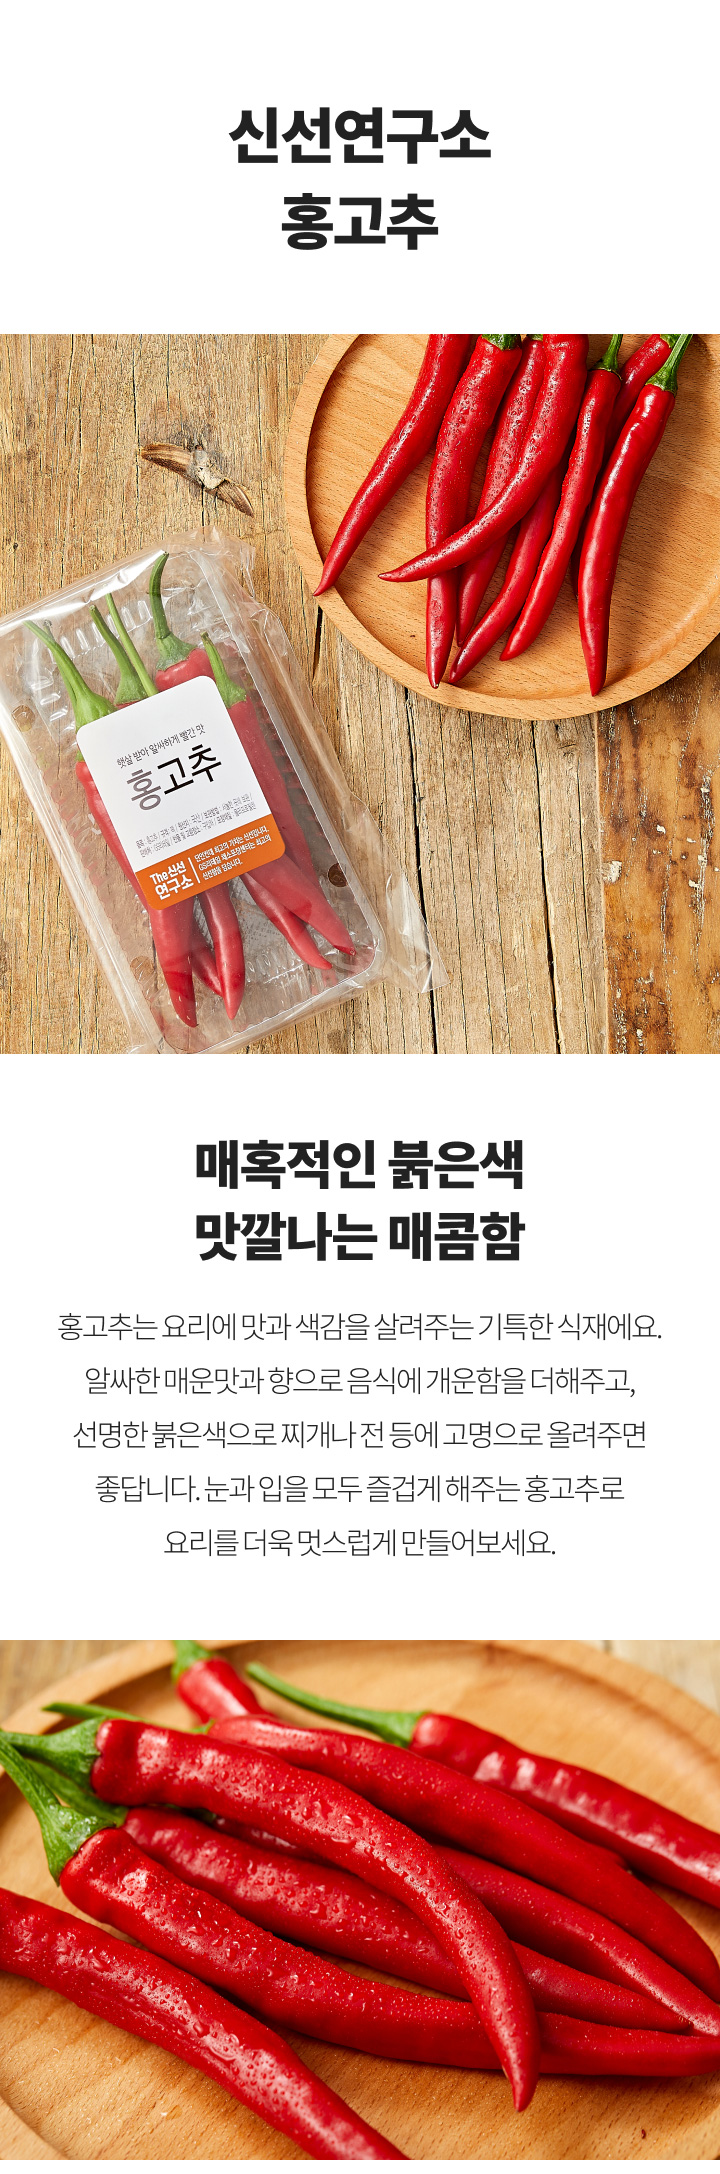 신선연구소
홍고추
햇살 받아 알싸하게 빨간 맛
홍고추
The신선
연구소
매혹적인 붉은색
맛깔나는 매콤함
홍고추는 요리에 맛과 색감을 살려주는 기특한 식재에요.
알싸한 매운맛과 향으로 음식에 개운함을 더해주고,
선명한 붉은색으로 찌개나 전 등에 고명으로 올려주면
좋답니다. 눈과 입을 모두 즐겁게 해주는 홍고추로
요리를 더욱 멋스럽게 만들어보세요.